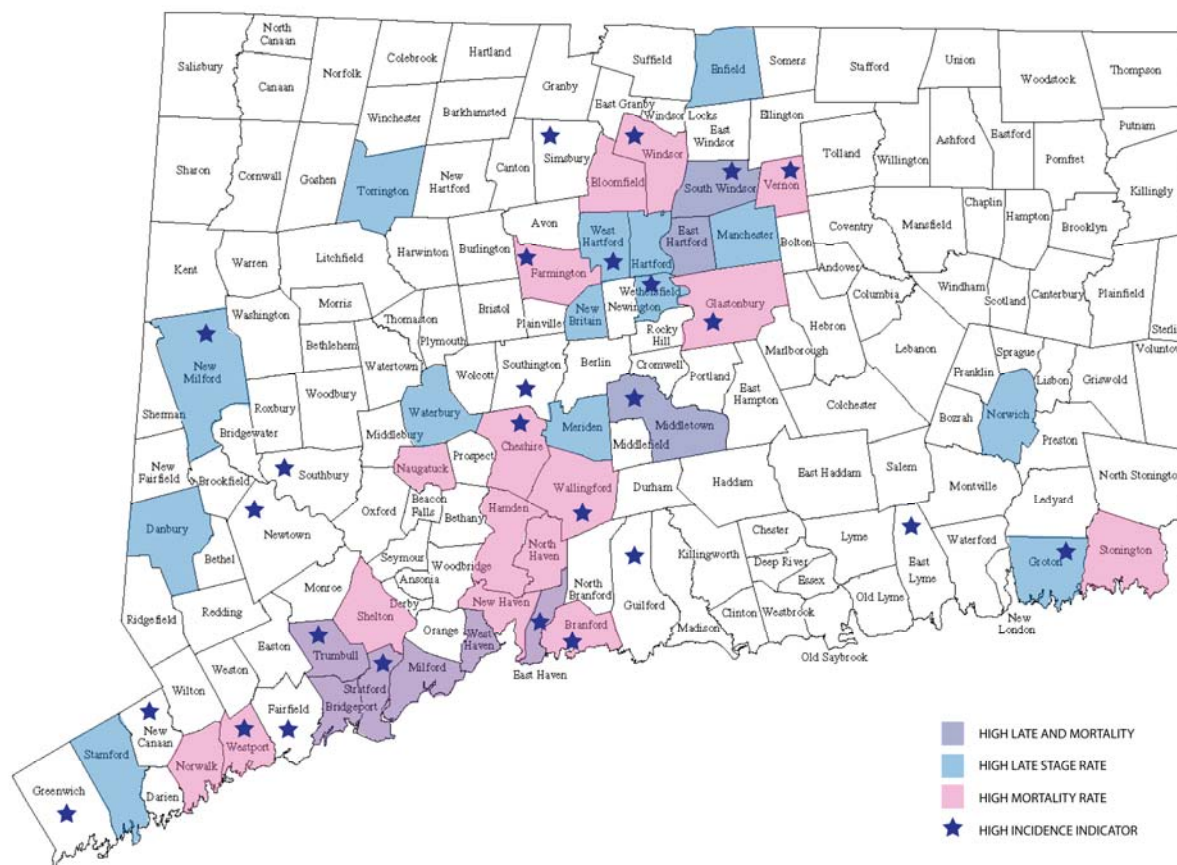 North
Canaan
Salisbury
Canaan
Norfolk
Colebrook
Hartland
Granby
Suffield
Enfield
Somers
Stafford
Union
Woodstock
Thompson
East Granby
Windsor Locks
East
Windsor
Ellington
Putnam
Winchester
Barkhamsted
Simsbury
Windsor
Bloomfield
Canton
Tolland
Willington
Ashford
Eastford
Pomfret
Killingly
Sharon
Cornwall
Goshen
Torrington
New
Hartford
South Windsor
Vernon
Avon
West
Hartford
Hartford
East
Hartford
Manchester
Bolton
Coventry
Mansfield
Chaplin
Hampton
Brooklyn
Kent
Warren
Litchfield
Harwinton
Burlington
Farmington
Andover
Columbia
Windham
Scotland
Canterbury
Plainfield
Sterli
Washington
Morris
Thomaston
Bristol
Plainville
New
Britain
Wethersfield
Newington
Rocky
Hill
Glastonbury
Hebron
Marlborough
Lebanon
Bethlehem
Plymouth
Watertown
Wolcott
Southington
Berlin
Cromwell
Portland
East
Hampton
Colchester
Franklin
Sprague
Lisbon
Griswold
Volunto
New
Milford
Sherman
Roxbury
Woodbury
Bridgewater
Middlebury
Waterbury
Cheshire
Meriden
Middletown
Middlefield
Bozrah
Norwich
Preston
New
Fairfield
Brookfield
Southbury
Naugatuck
Prospect
Wallingford
Durham
Haddam
East Haddam
Salem
Montville
North Stonington
Ledyard
Danbury
Bethel
Newtown
Oxford
Beacon
Falls
Bethany
Hamden
North
Haven
Seymour
Woodbridge
Ansonia
Derby
Killingworth
Chester
Deep River
Essex
Lyme
East
Lyme
Waterford
Groton
Stonington
Ridgefield
Redding
Monroe
Shelton
Orange
New Haven
North
Branford
Branford
Guilford
Madison
Clinton
Westbrook
Old Lyme
New
London
Old Saybrook
Easton
Trumbull
West
Haven
East Haven
Weston
Wilton
Stratford
Milford
Bridgeport
Fairfield
New
Canaan
Westport
Norwalk
Stamford
Greenwich
Darien
HIGH LATE AND MORTALITY
HIGH LATE STAGE RATE
HIGH MORTALITY RATE
HIGH INCIDENCE INDICATOR